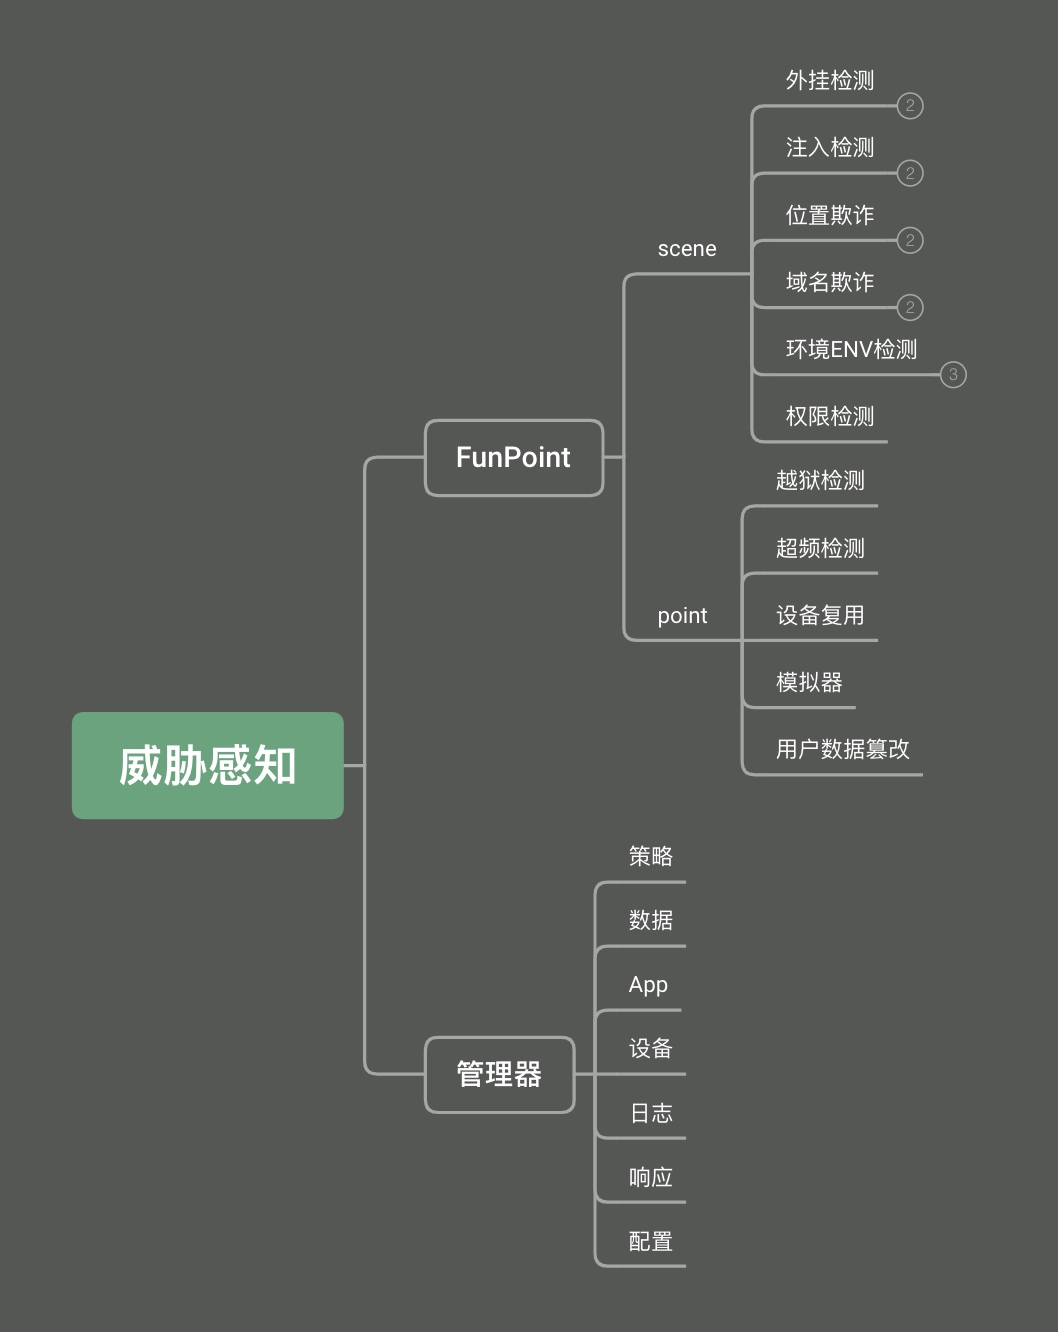 外挂检测
2
注入检测
2
位置欺诈
2
scene
域名欺诈
2
环境ENV检测
3
权限检测
FunPoint
越狱检测
超频检测
point
设备复用
模拟器
用户数据篡改
威胁感知
策略
数据
App
设备
管理器
日志
响应
配置